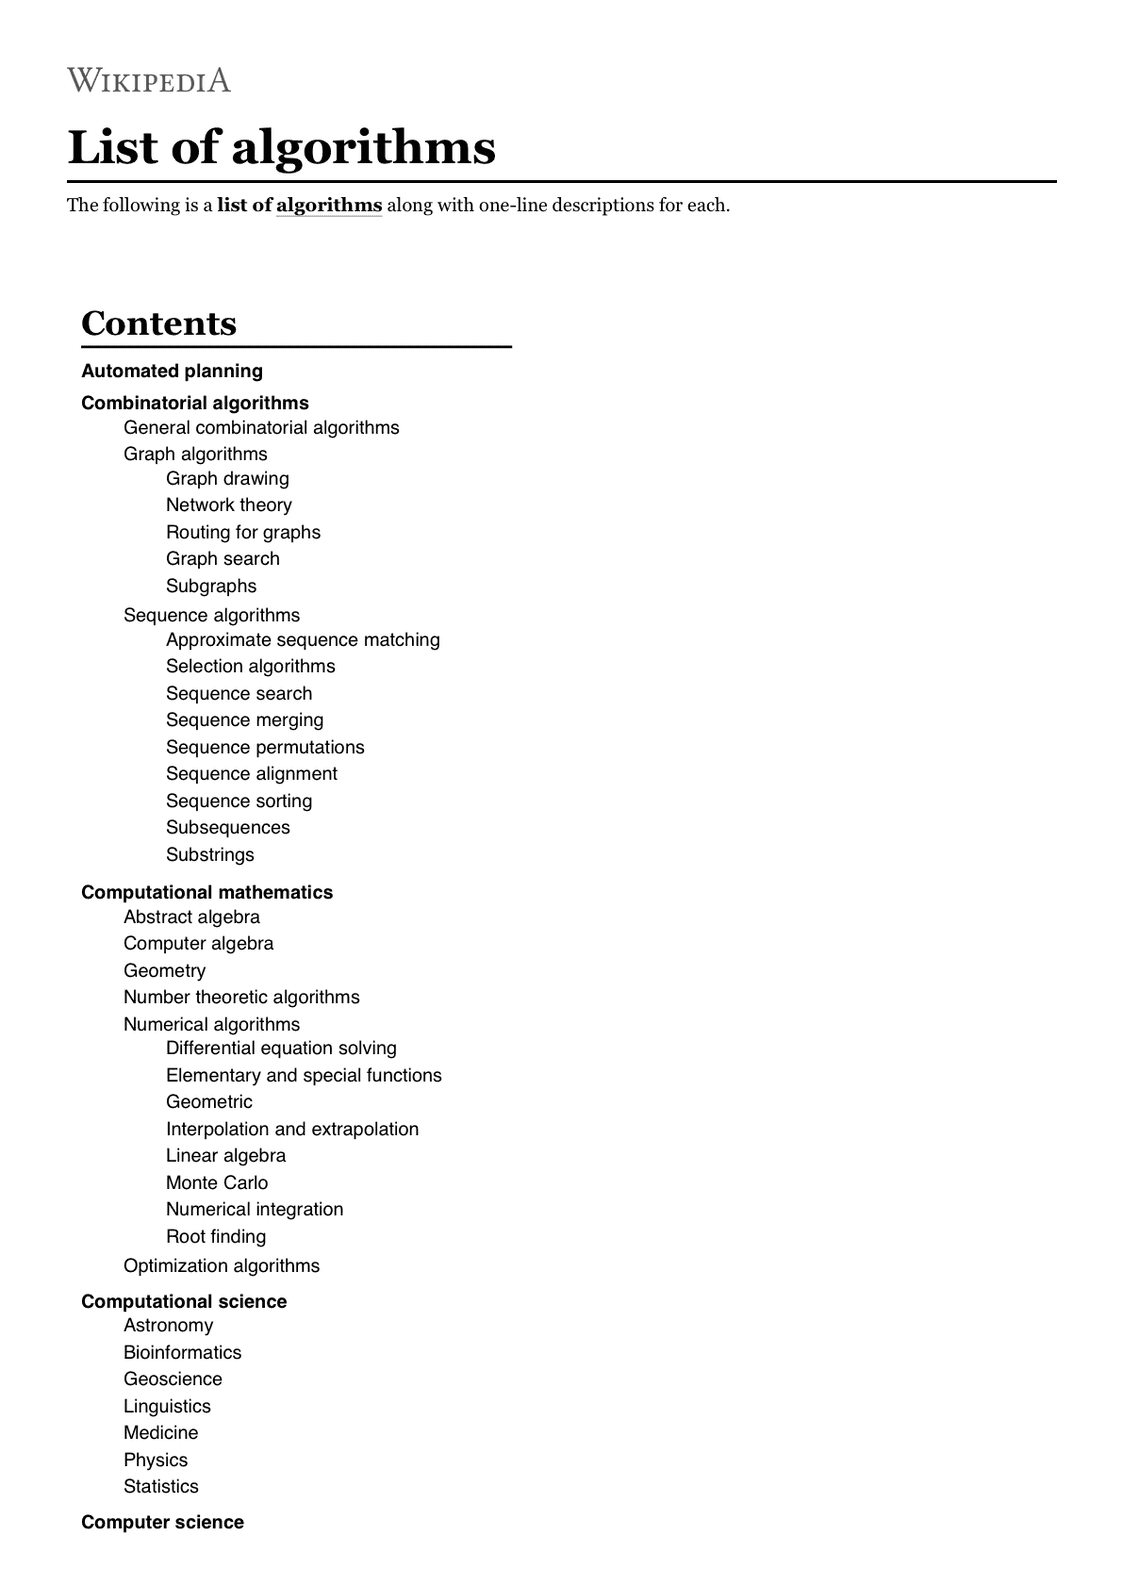 WIKIPEDIA
List of algorithms
The following is a list of algorithms along with one-line descriptions for each.
Contents
Automated planning
Combinatorial algorithms
General combinatorial algorithms
Graph algorithms
Graph drawing
Network theory
Routing for graphs
Graph search
Subgraphs
Sequence algorithms
Approximate sequence matching
Selection algorithms
Sequence search
Sequence merging
Sequence permutations
Sequence alignment
Sequence sorting
Subsequences
Substrings
Computational mathematics
Abstract algebra
Computer algebra
Geometry
Number theoretic algorithms
Numerical algorithms
Differential equation solving
Elementary and special functions
Geometric
Interpolation and extrapolation
Linear algebra
Monte Carlo
Numerical integration
Root finding
Optimization algorithms
Computational science
Astronomy
Bioinformatics
Geoscience
Linguistics
Medicine
Physics
Statistics
Computer science